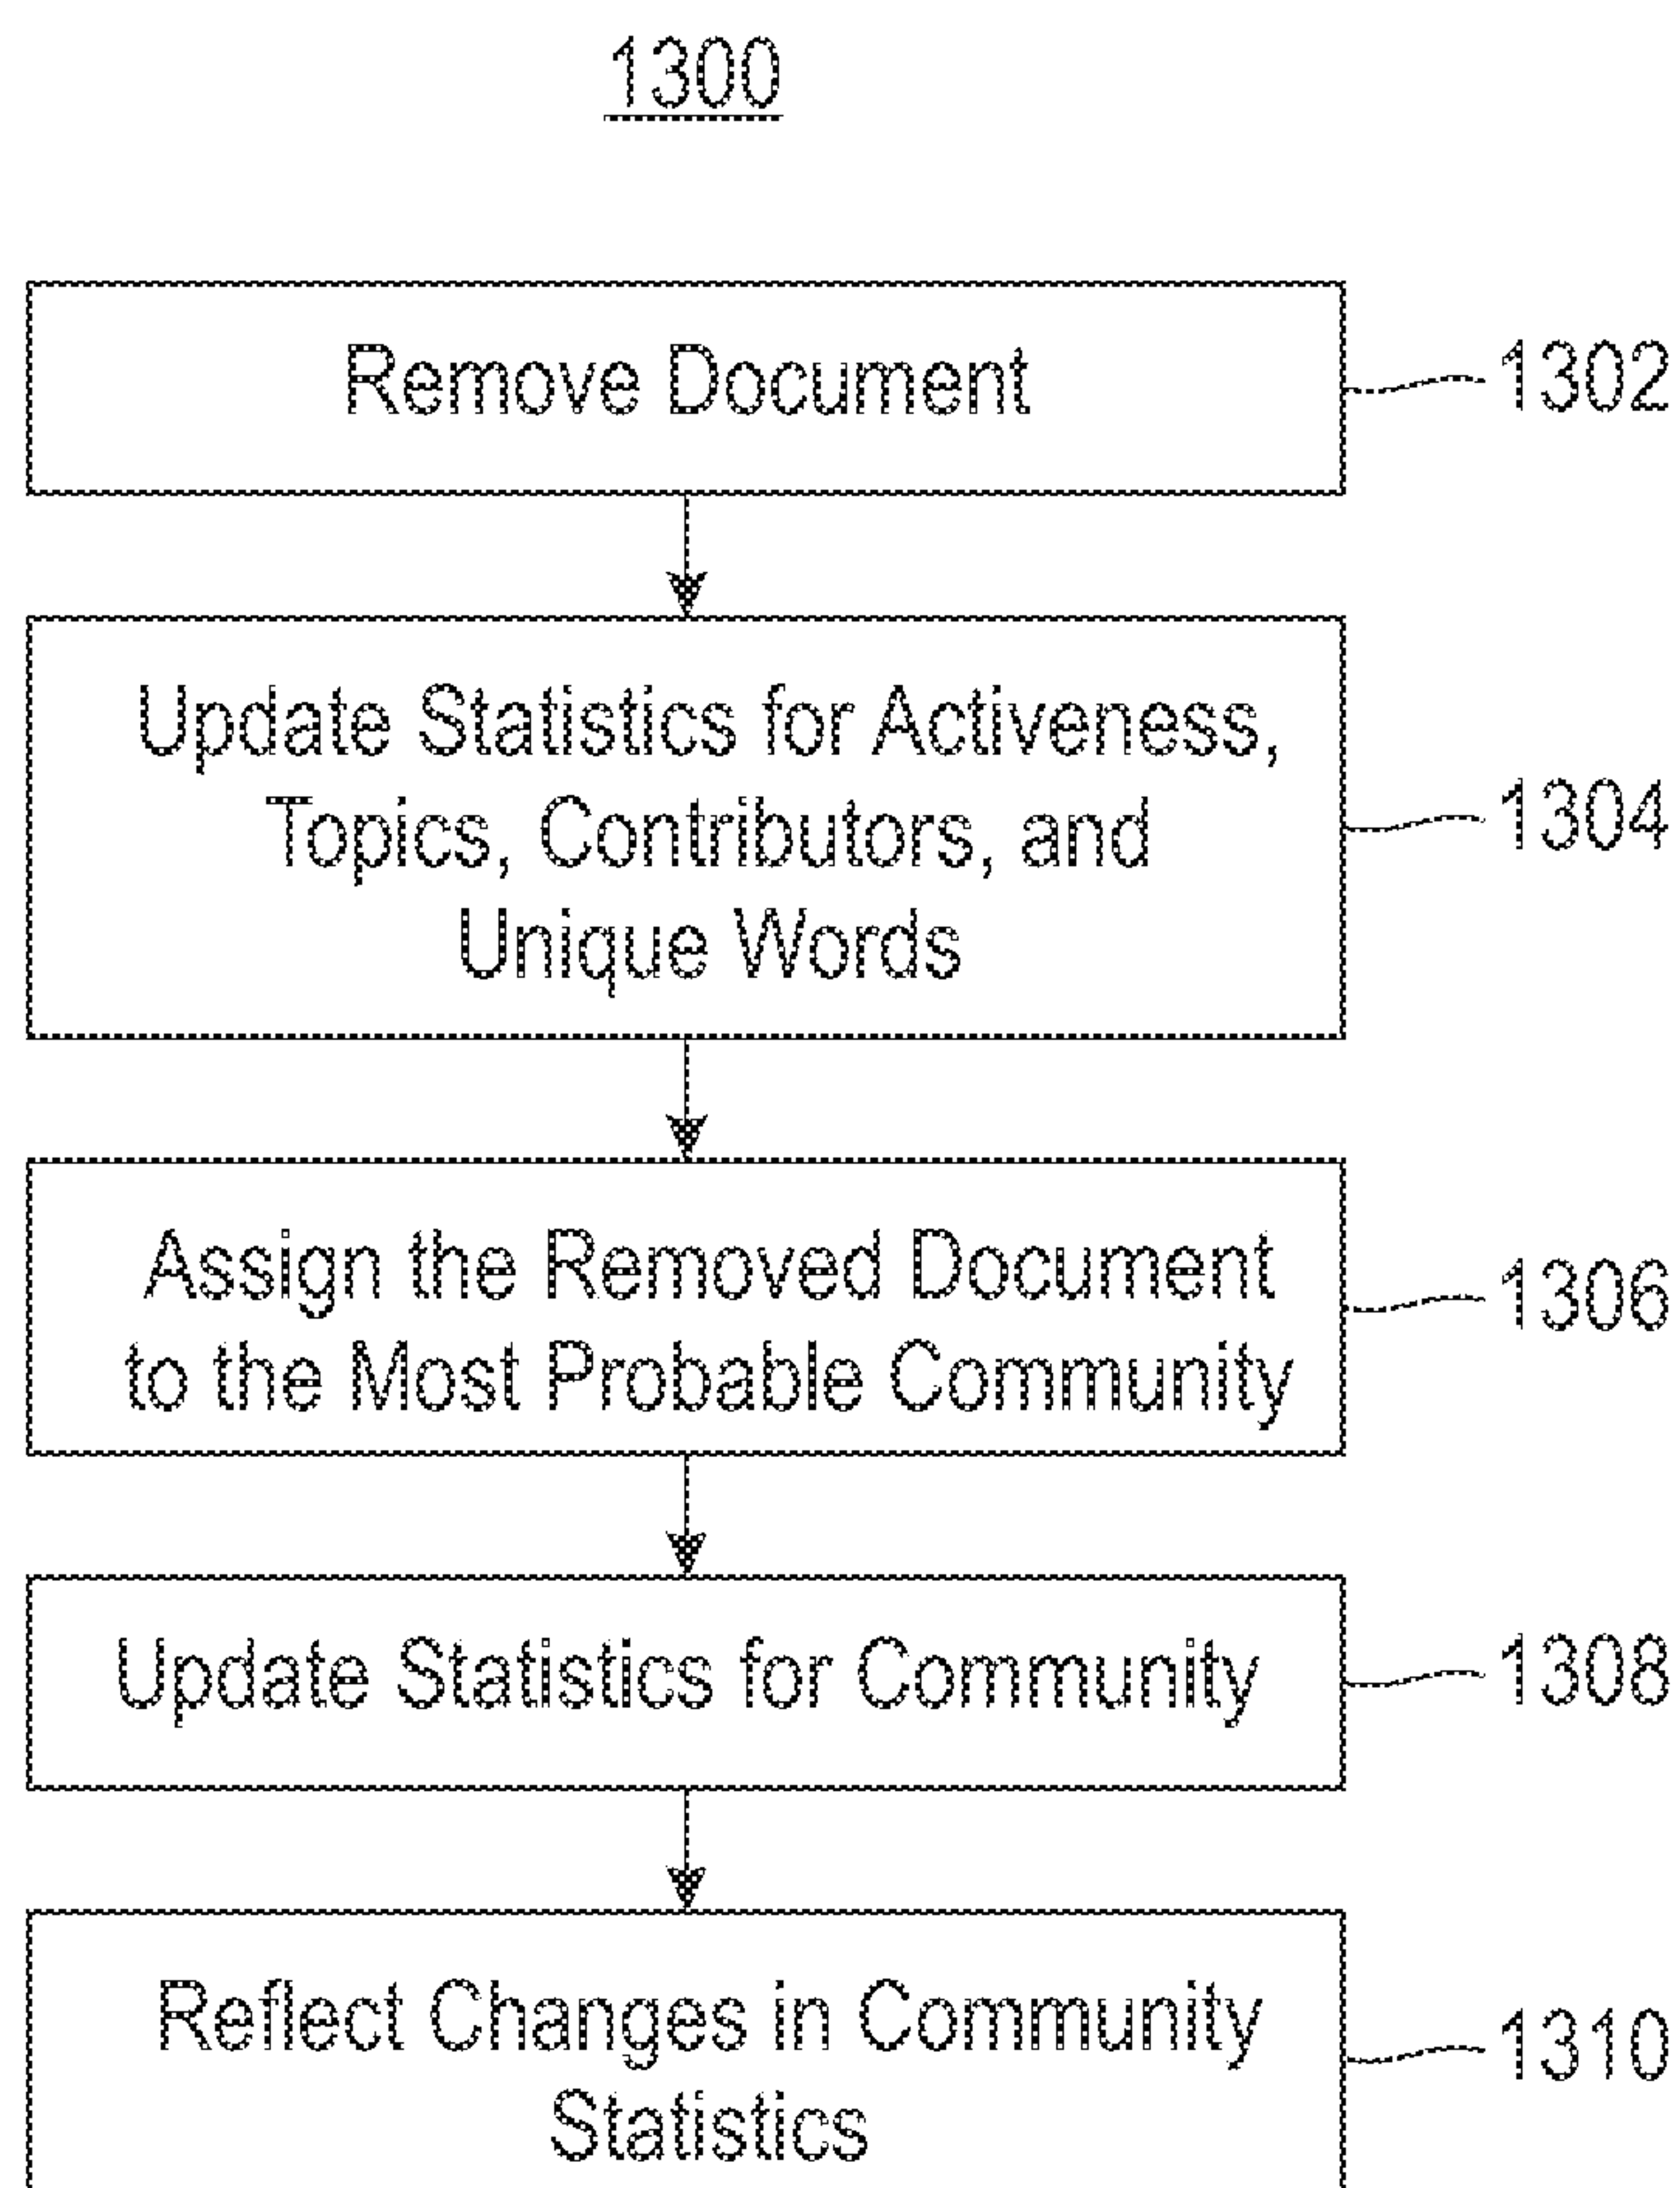 1300
Remove Document
1302
Update Statistics for Activeness,
Topics, Contributors, and
Unique Words
1304
Assign the Removed Document
to the Most Probable Community
1306
Update Statistics for Community
1308
Reflect Changes in Community
Statistics
1310